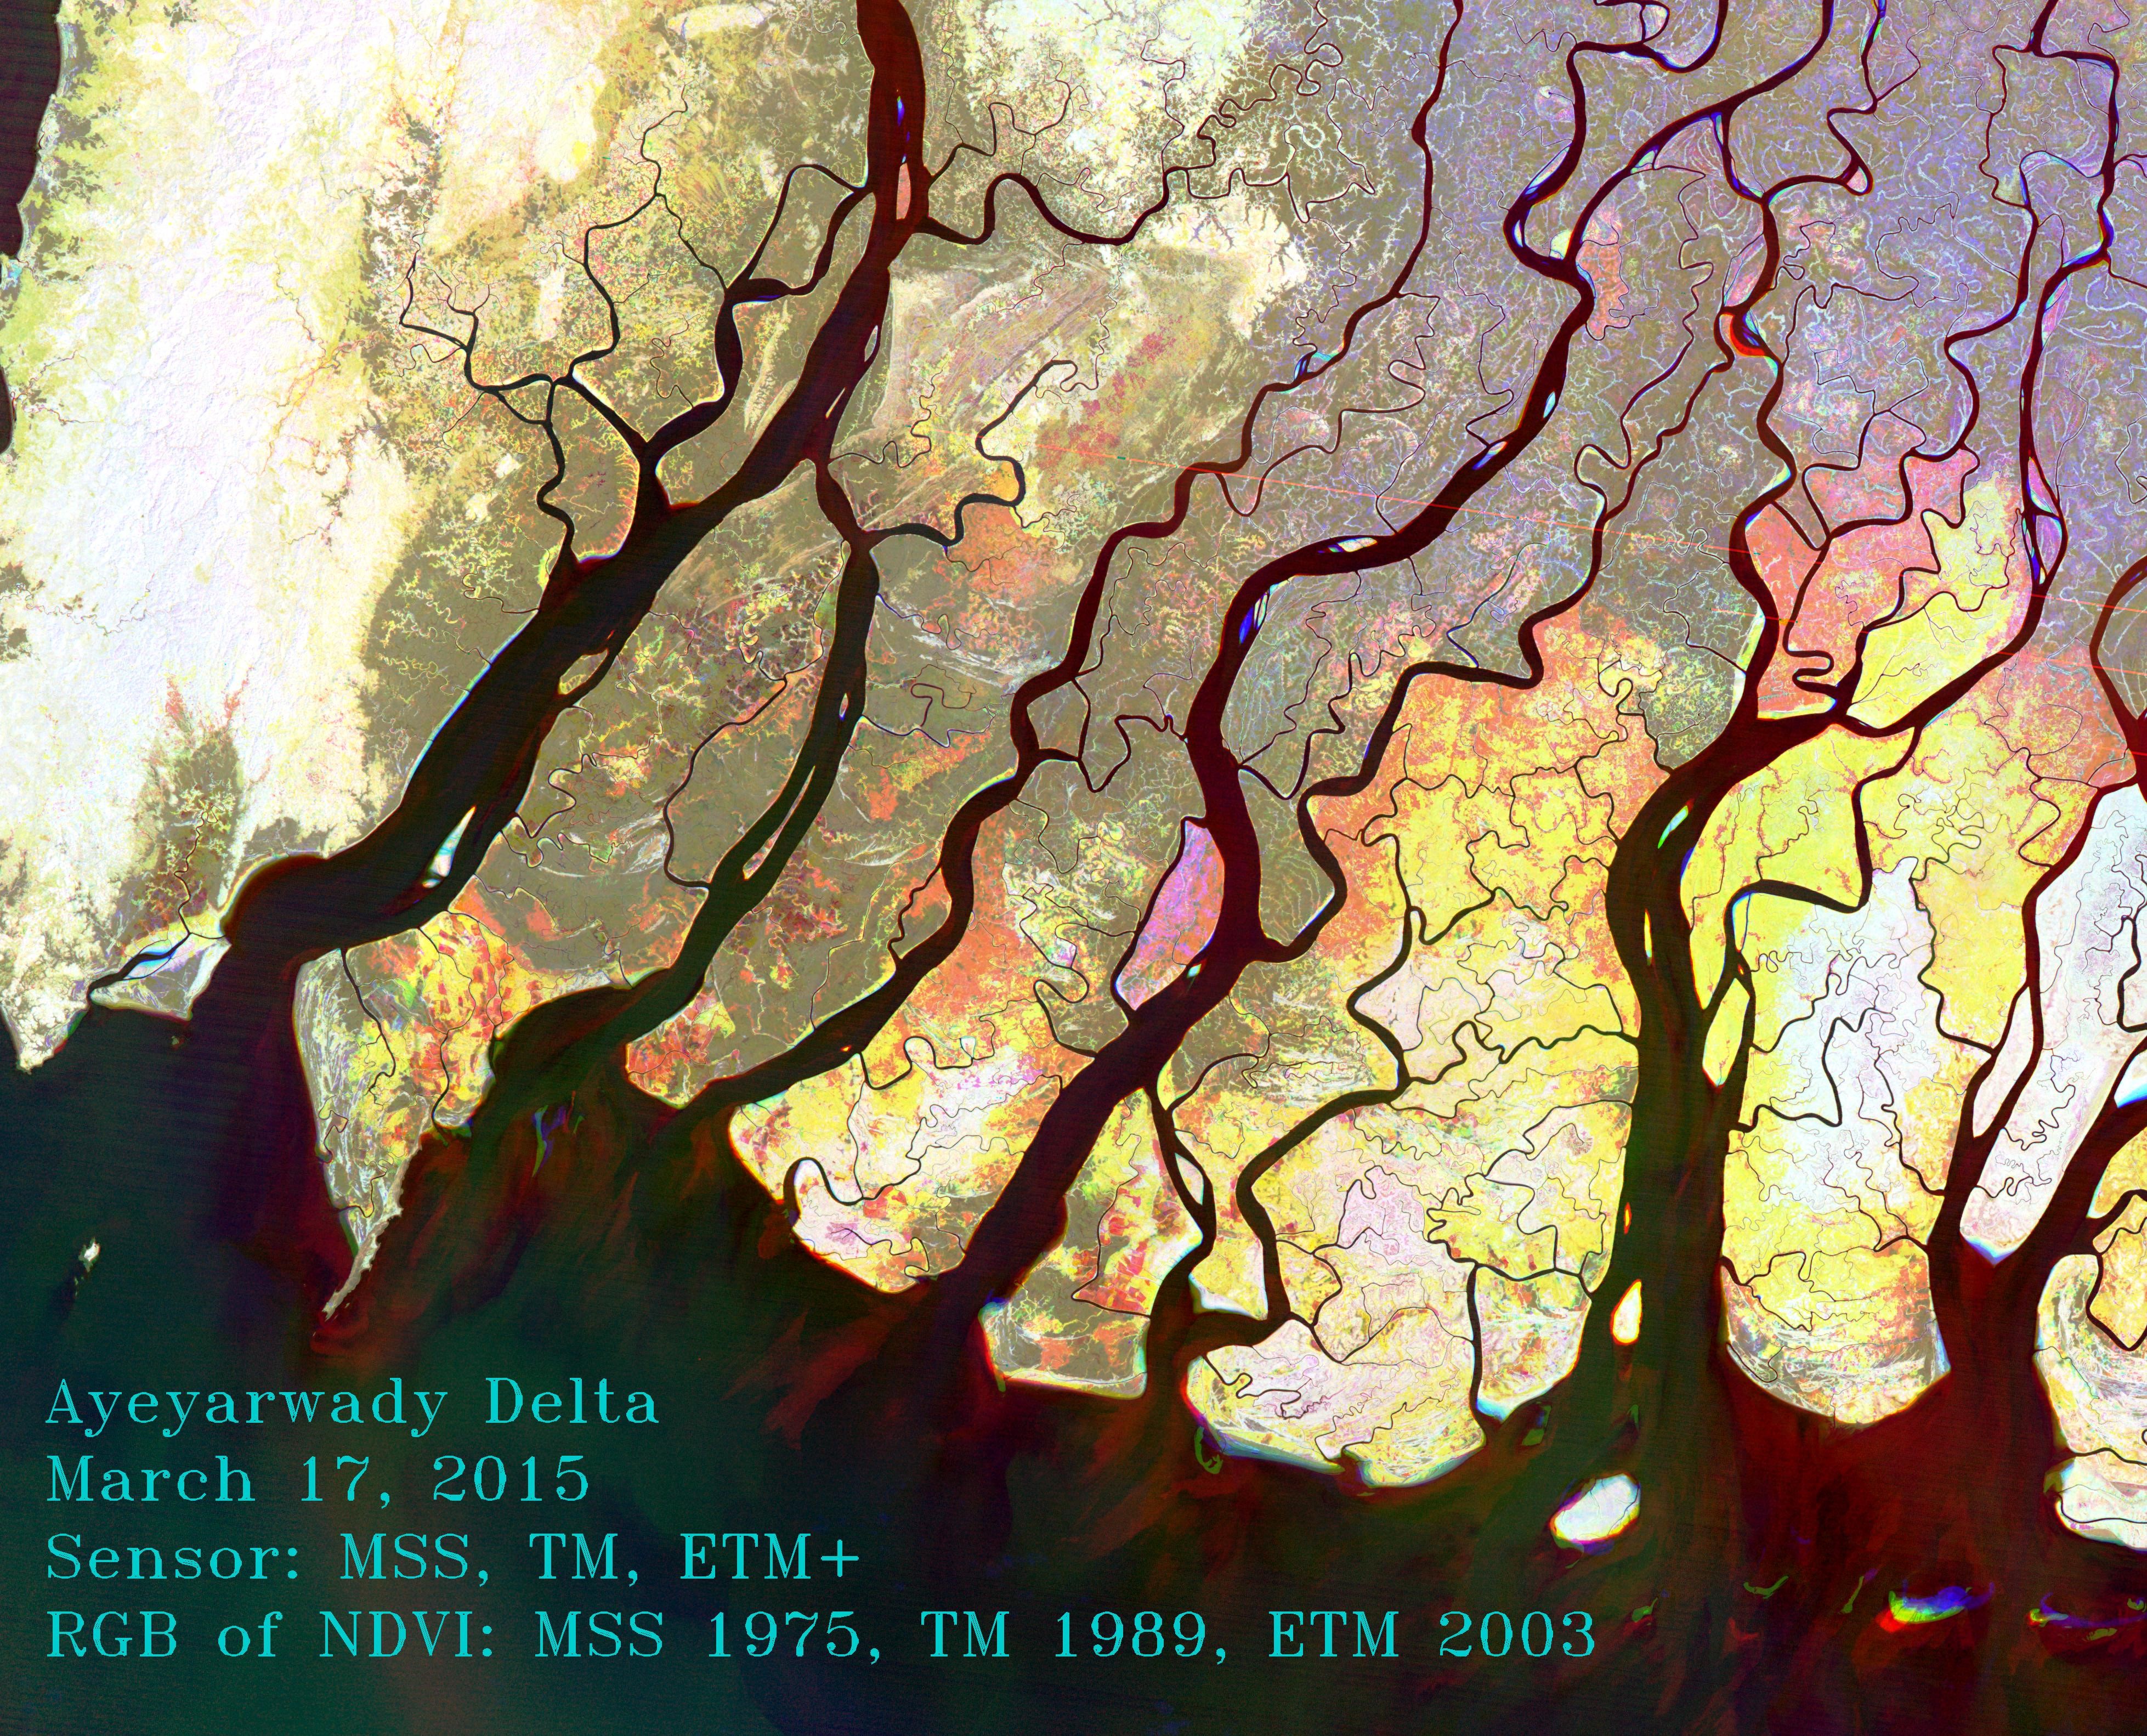 Ayeyarwady Delta
March 17, 2015
Sensor: MSS, TM, ETM+
RGB of NDVI: MSS 1975, TM 1989, ETM 2003